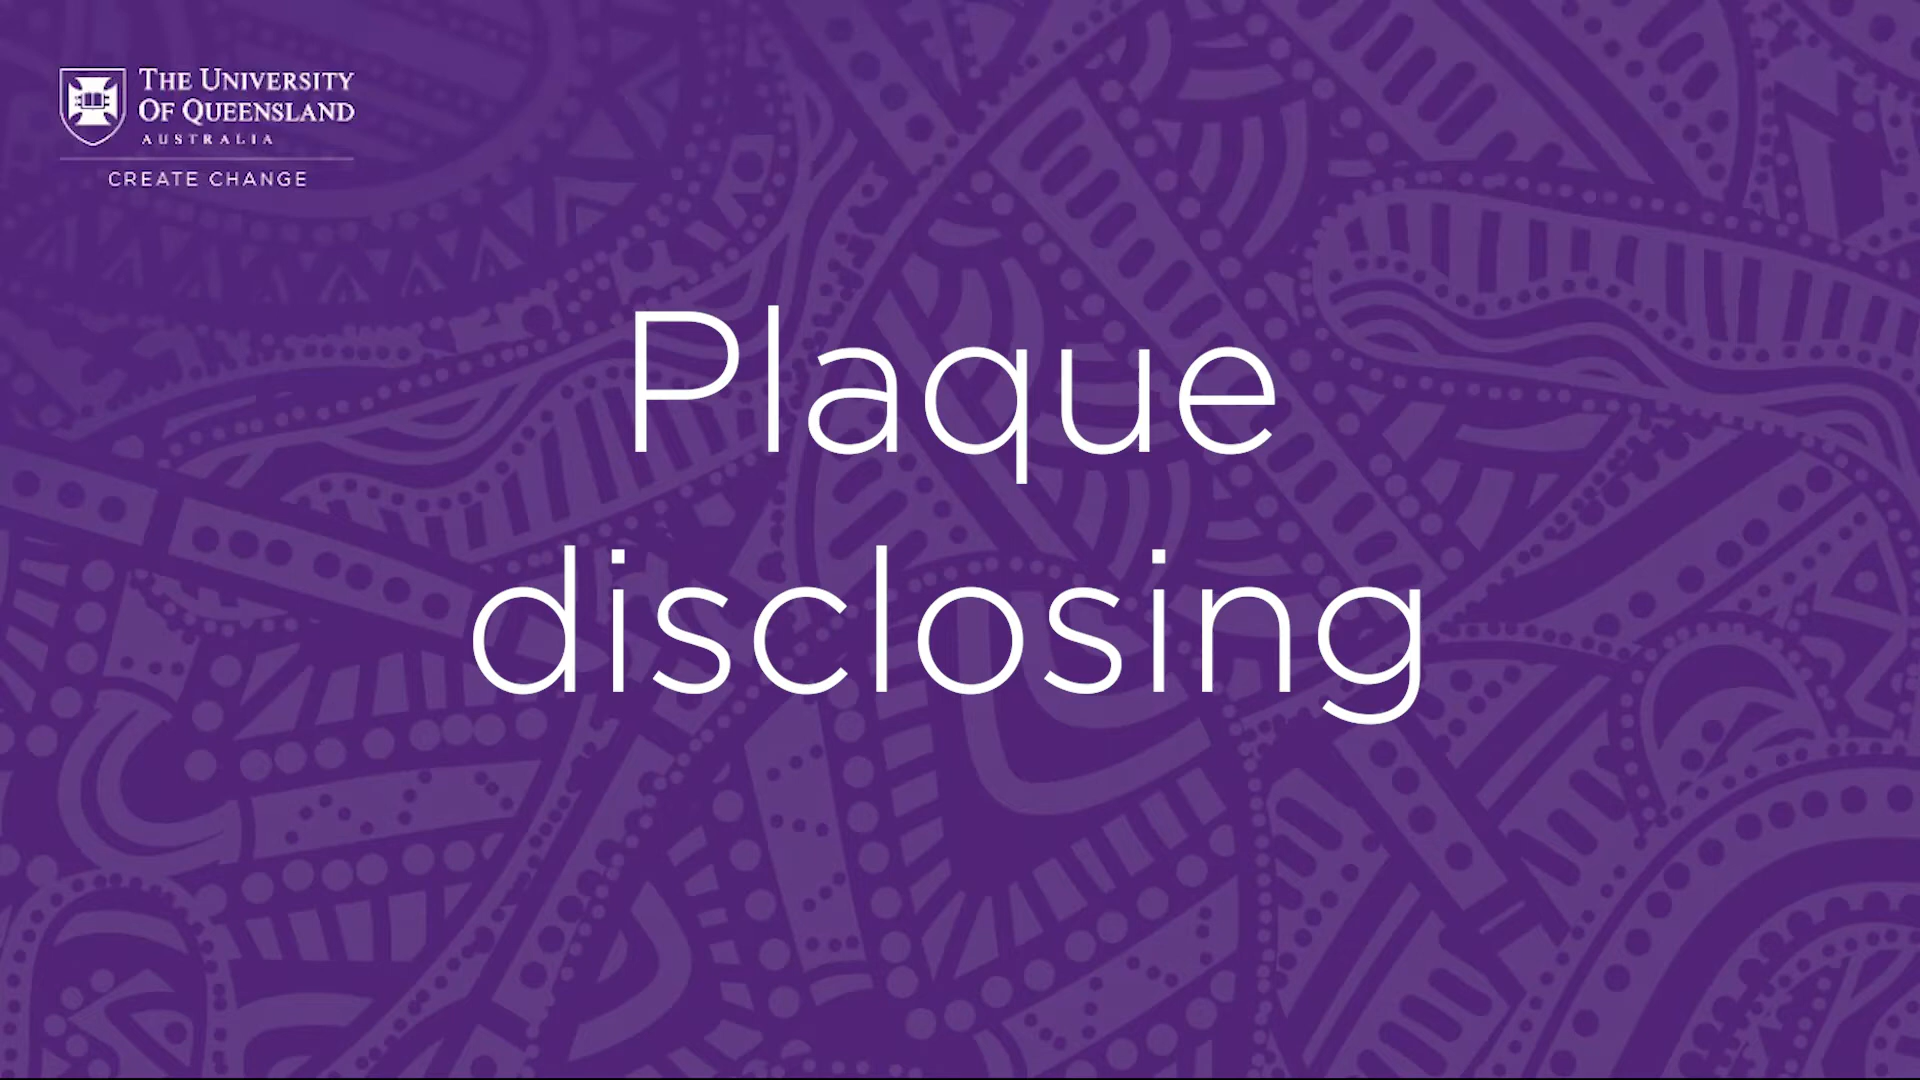 THE UNIVERSITY
OF QUEENSLAND
AUSTRALIA
CREATE CHANGE
Plaque
disclosing